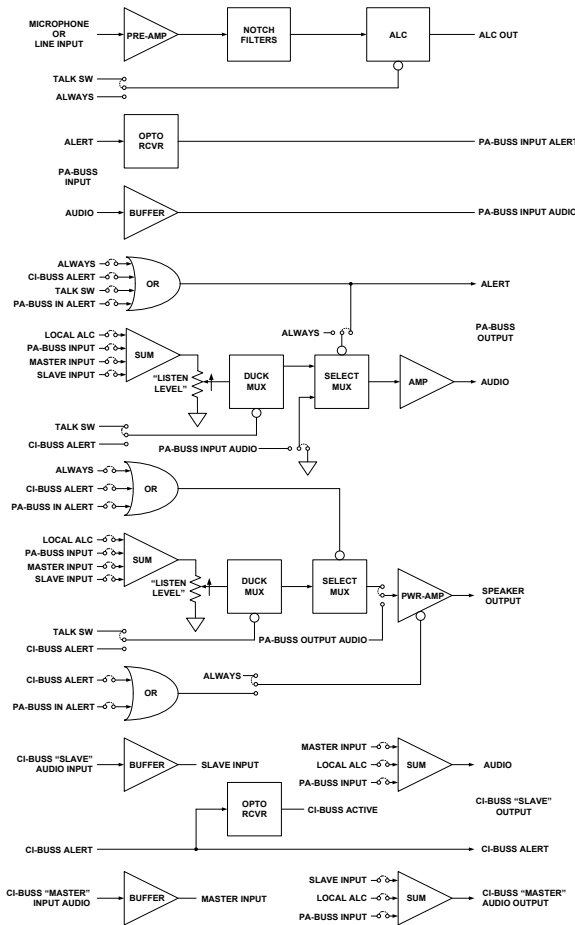 MICROPHONE
OR
LINE INPUT
PRE-AMP
NOTCH
FILTERS
ALC
ALC OUT
TALK SW
ALWAYS
ALERT
OPTO
RCVR
PA-BUSS INPUT ALERT
PA-BUSS
INPUT
AUDIO
BUFFER
PA-BUSS INPUT AUDIO
ALWAYS
CI-BUSS ALERT
TALK SW
PA-BUSS IN ALERT
OR
ALERT
ALWAYS
PA-BUSS
OUTPUT
LOCAL ALC
PA-BUSS INPUT
MASTER INPUT
SLAVE INPUT
SUM
"LISTEN
LEVEL"
DUCK
MUX
SELECT
MUX
AMP
AUDIO
TALK SW
CI-BUSS ALERT
PA-BUSS INPUT AUDIO
ALWAYS
CI-BUSS ALERT
PA-BUSS IN ALERT
OR
LOCAL ALC
PA-BUSS INPUT
MASTER INPUT
SLAVE INPUT
SUM
"LISTEN
LEVEL"
DUCK
MUX
SELECT
MUX
PWR-AMP
SPEAKER
OUTPUT
TALK SW
CI-BUSS ALERT
PA-BUSS OUTPUT AUDIO
CI-BUSS ALERT
PA-BUSS IN ALERT
OR
ALWAYS
CI-BUSS "SLAVE"
AUDIO INPUT
BUFFER
SLAVE INPUT
MASTER INPUT
LOCAL ALC
PA-BUSS INPUT
SUM
AUDIO
CI-BUSS "SLAVE"
OUTPUT
OPTO
RCVR
CI-BUSS ACTIVE
CI-BUSS ALERT
CI-BUSS ALERT
CI-BUSS "MASTER"
INPUT AUDIO
BUFFER
MASTER INPUT
SLAVE INPUT
LOCAL ALC
PA-BUSS INPUT
SUM
CI-BUSS "MASTER"
AUDIO OUTPUT